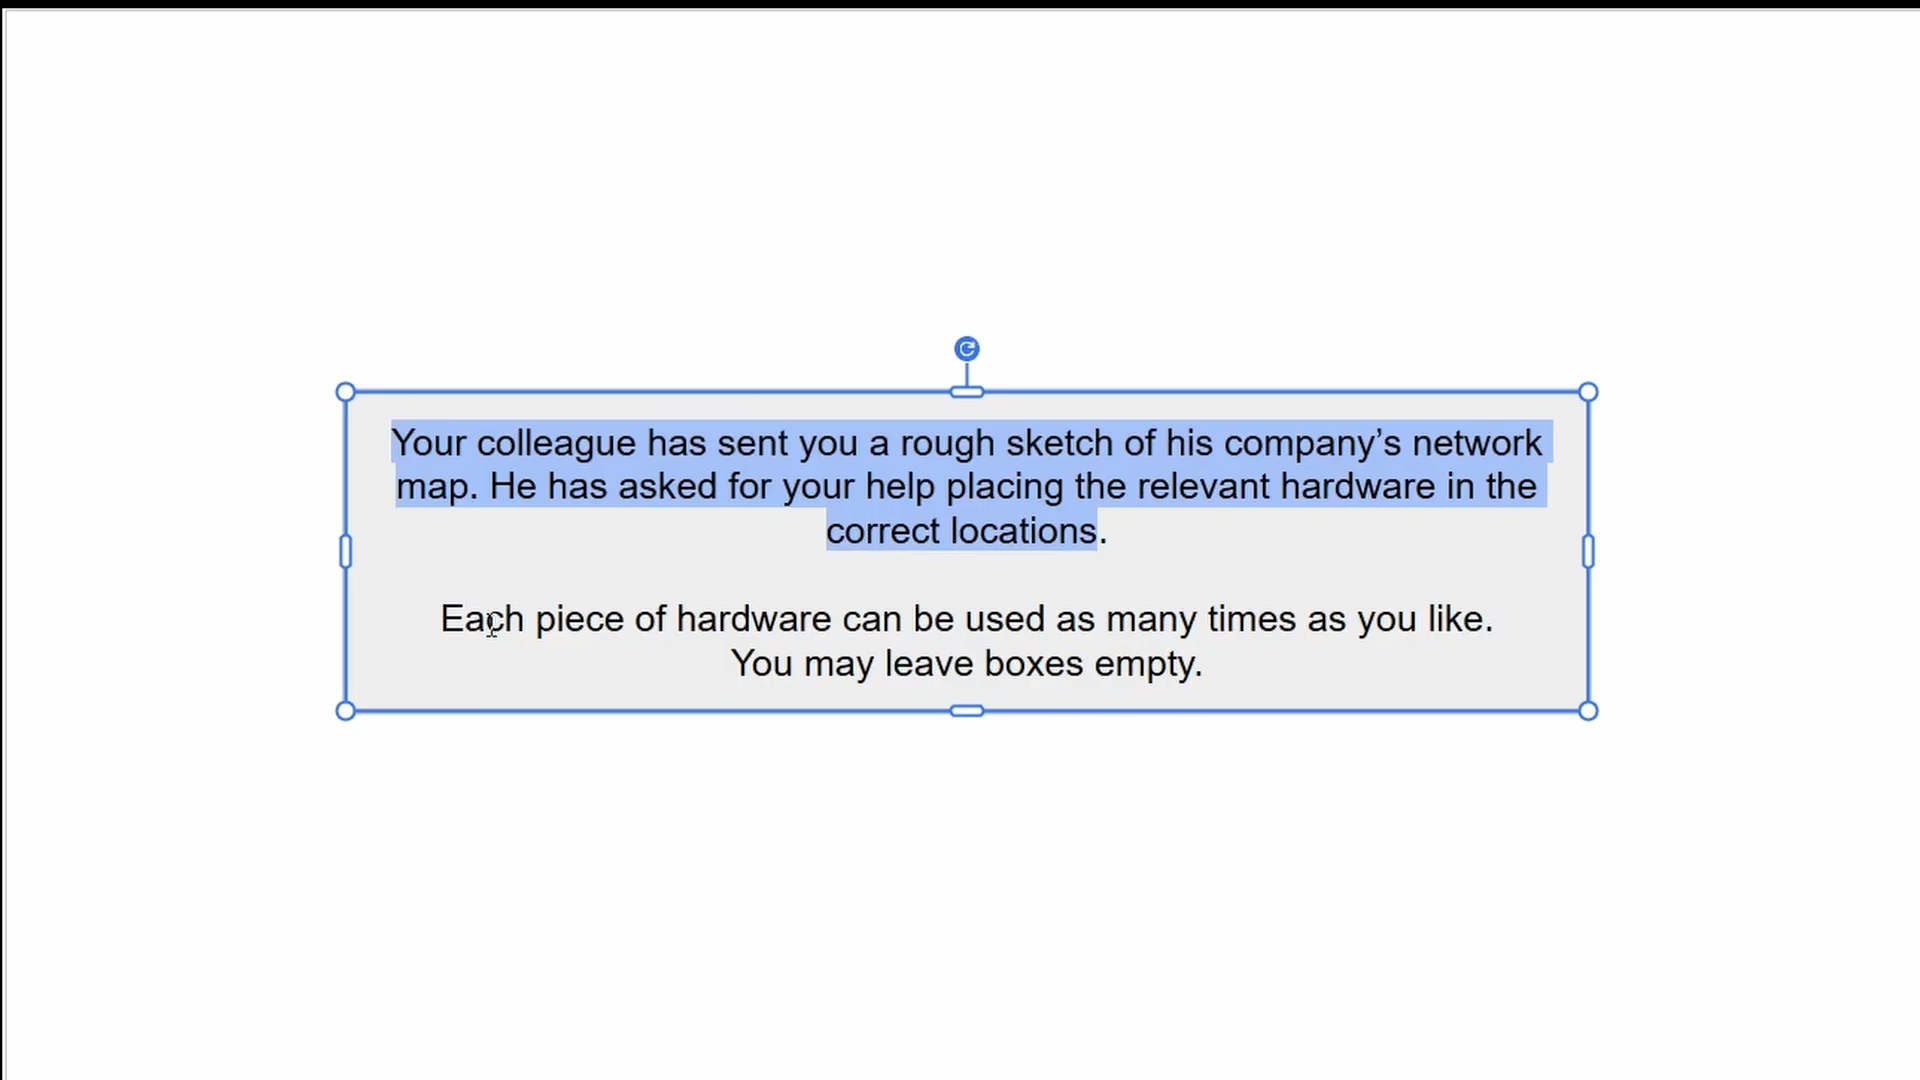 Your colleague has sent you a rough sketch of his company’s network
map. He has asked for your help placing the relevant hardware in the
correct locations.
Each piece of hardware can be used as many times as you like.
You may leave boxes empty.